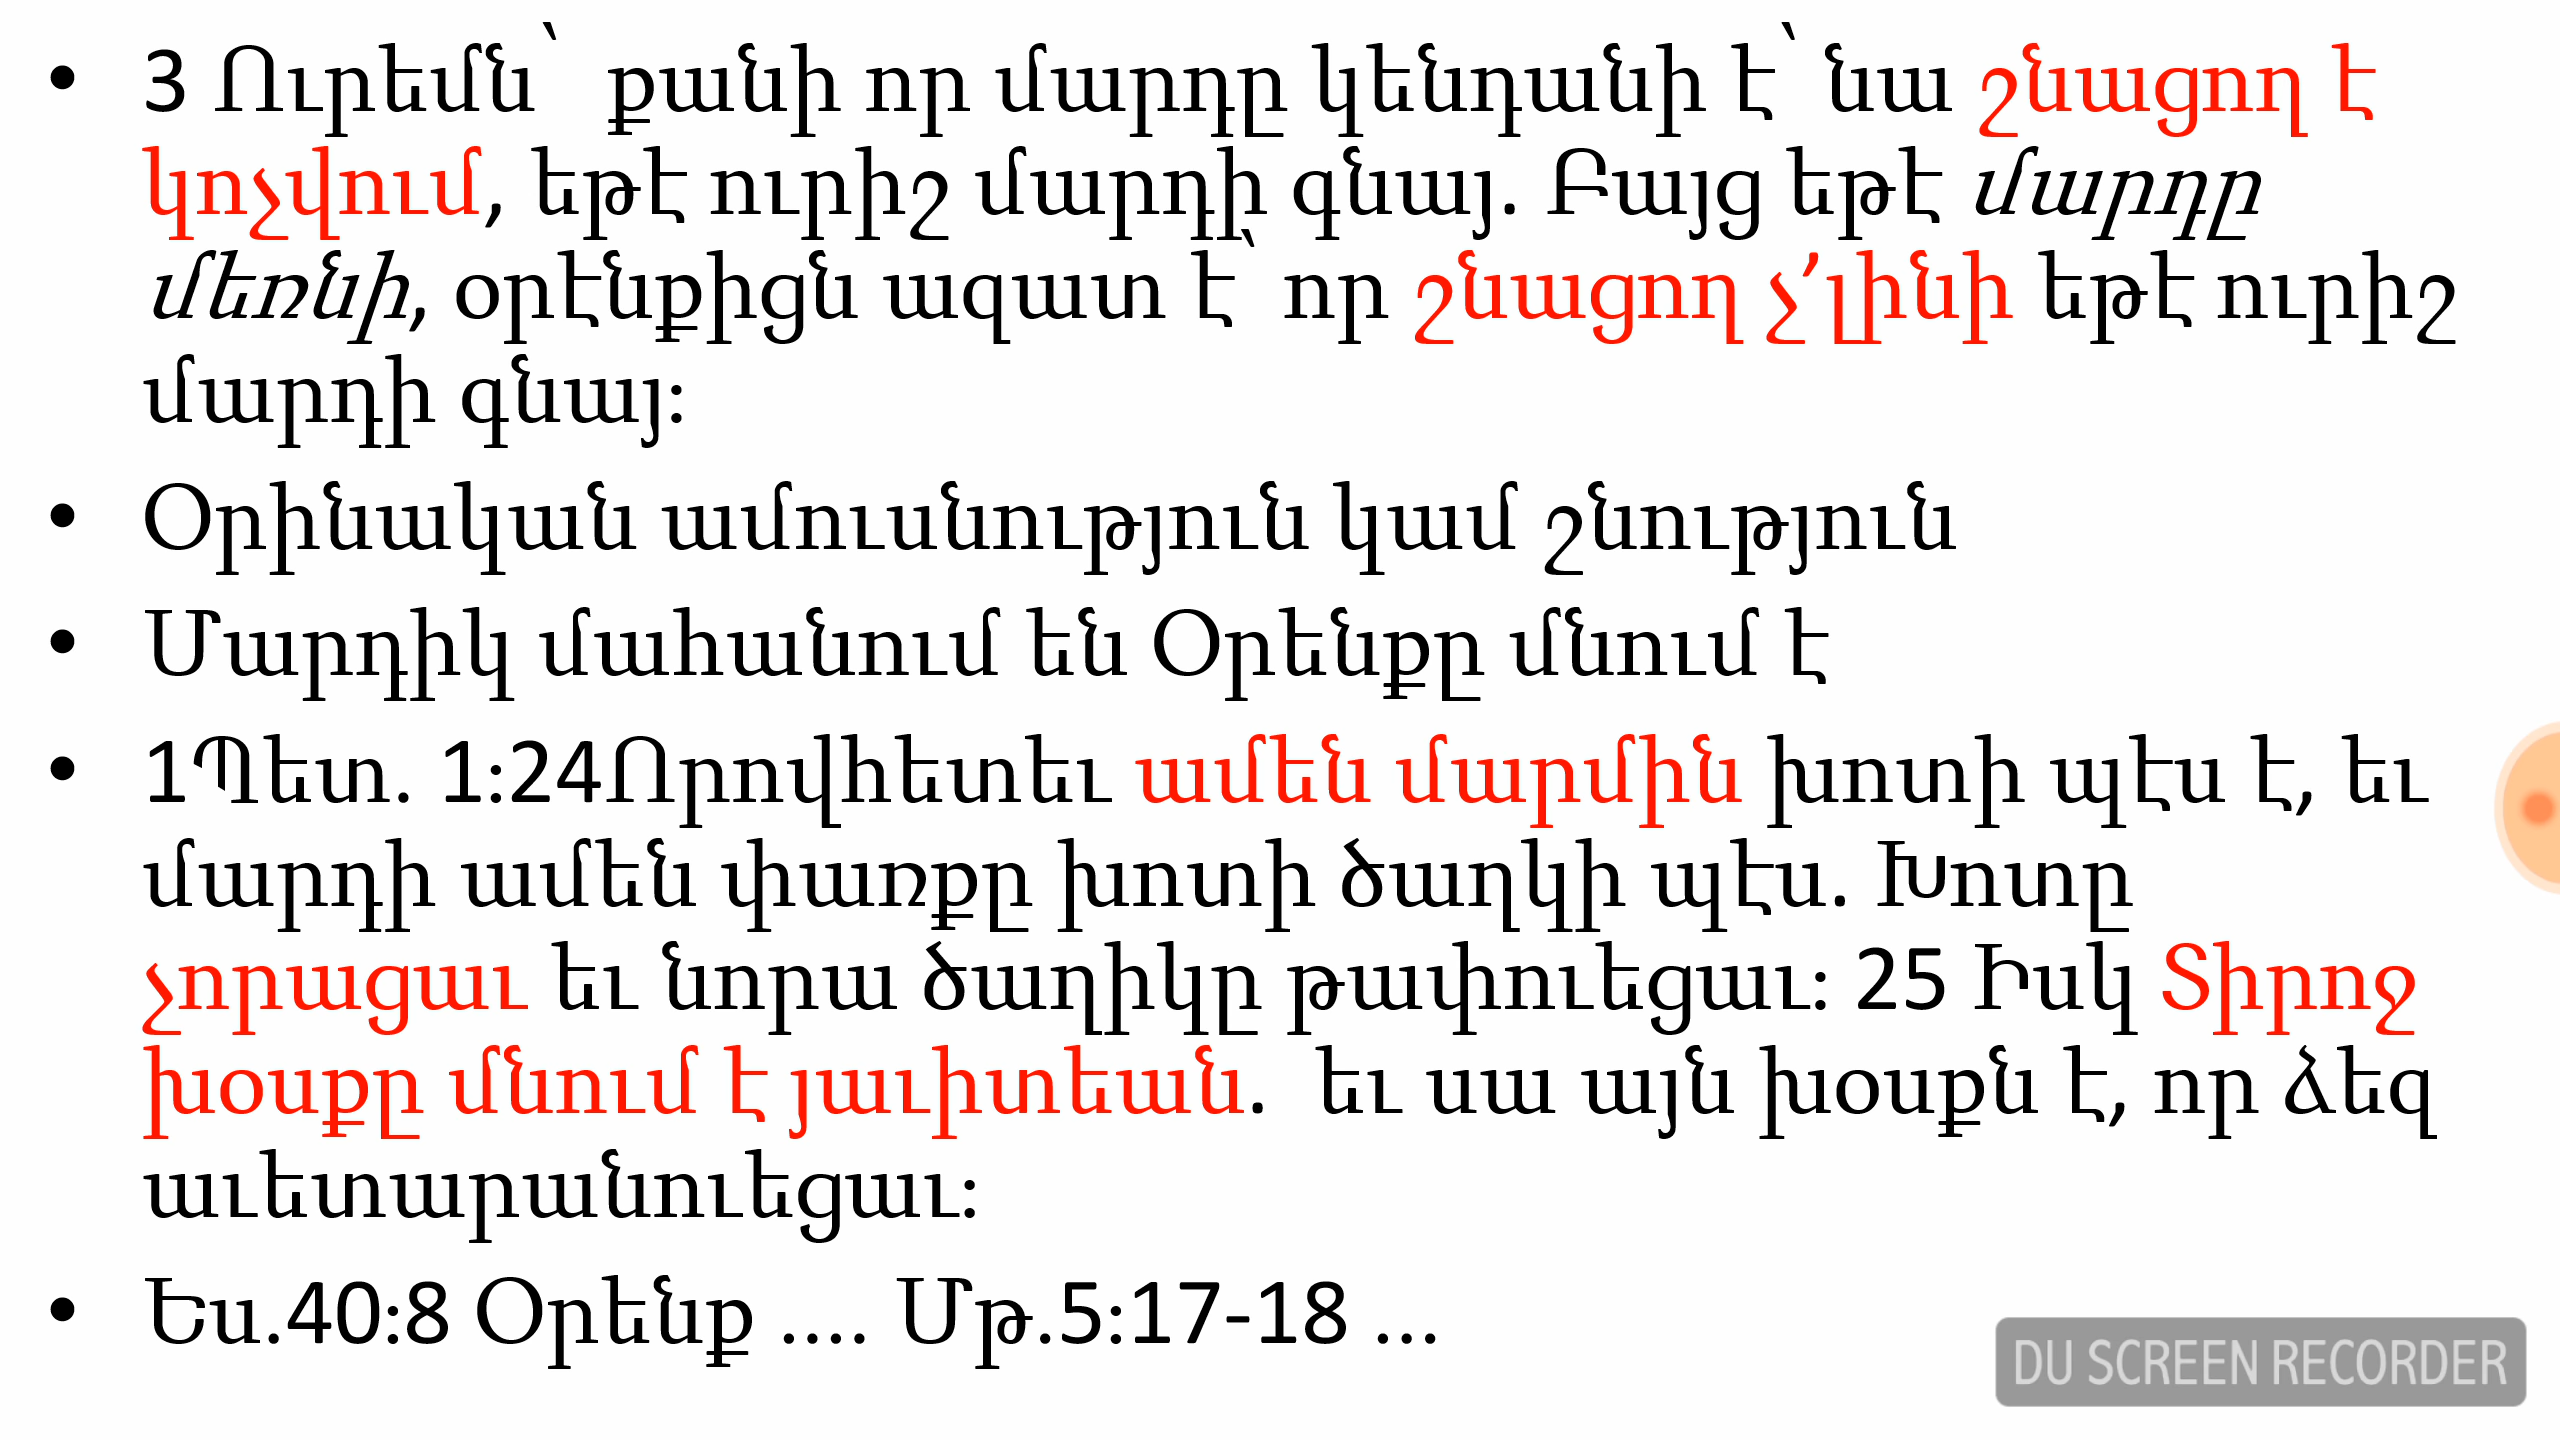 • 3 Ուրեմն՝ քանի որ մարդը կենդանի է՝ նա շնացող է
կոչվում, եթէ ուրիշ մարդի գնայ. Բայց եթէ մարդը
մեռնի, օրէնքիցն ազատ է՝ որ շնացող չ՚լինի եթէ ուրիշ
մարդի գնայ։
• Օրինական ամուսնություն կամ շնություն
• Մարդիկ մահանում են Օրենքը մնում է
• 1Պետ. 1:24Որովհետեւ ամեն մարմին խոտի պէս է, եւ
մարդի ամեն փառքը խոտի ծաղկի պէս. Խոտը
չորացաւ եւ նորա ծաղիկը թափուեցաւ։ 25 Իսկ Տիրոջ
խօսքը մնում է յաւիտեան.  եւ սա այն խօսքն է, որ ձեզ
աւետարանուեցաւ։
• Ես.40:8 Օրենք .... Մթ.5:17-18 ...
DU SCREEN RECORDER